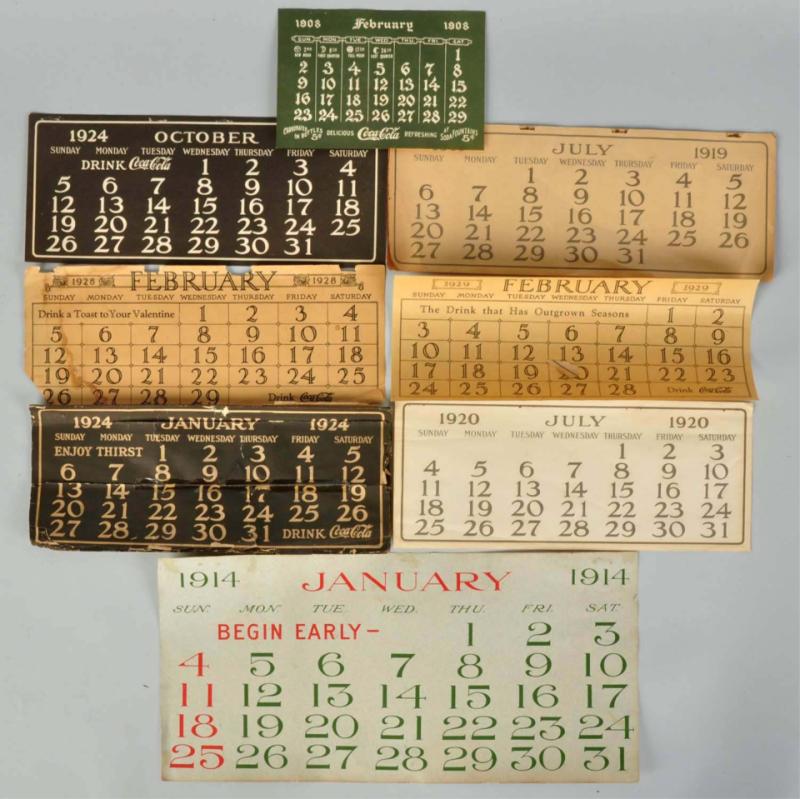 1908 February 1908
SUN. MON. TUE. WED. THU. FRI. SAT.
1
2 3 4 5 6 7 8
9 10 11 12 13 14 15
16 17 18 19 20 21 22
23 24 25 26 27 28 29
CARBONATED IN BOTTLES 5¢ DELICIOUS Coca-Cola REFRESHING AT SODA FOUNTAINS 5¢
1924 OCTOBER
SUNDAY MONDAY TUESDAY WEDNESDAY THURSDAY FRIDAY SATURDAY
DRINK Coca-Cola 1 2 3 4
5 6 7 8 9 10 11
12 13 14 15 16 17 18
19 20 21 22 23 24 25
26 27 28 29 30 31
JULY 1919
SUNDAY MONDAY TUESDAY WEDNESDAY THURSDAY FRIDAY SATURDAY
1 2 3 4 5
6 7 8 9 10 11 12
13 14 15 16 17 18 19
20 21 22 23 24 25 26
27 28 29 30 31
1928 FEBRUARY 1928
SUNDAY MONDAY TUESDAY WEDNESDAY THURSDAY FRIDAY SATURDAY
Drink a Toast to Your Valentine 1 2 3 4
5 6 7 8 9 10 11
12 13 14 15 16 17 18
19 20 21 22 23 24 25
26 27 28 29 Drink Coca-Cola
1929 FEBRUARY 1929
SUNDAY MONDAY TUESDAY WEDNESDAY THURSDAY FRIDAY SATURDAY
The Drink that Has Outgrown Seasons 1 2
3 4 5 6 7 8 9
10 11 12 13 14 15 16
17 18 19 20 21 22 23
24 25 26 27 28 Drink Coca-Cola
1924 JANUARY 1924
SUNDAY MONDAY TUESDAY WEDNESDAY THURSDAY FRIDAY SATURDAY
ENJOY THIRST 1 2 3 4 5
6 7 8 9 10 11 12
13 14 15 16 17 18 19
20 21 22 23 24 25 26
27 28 29 30 31 DRINK Coca-Cola
1920 JULY 1920
SUNDAY MONDAY TUESDAY WEDNESDAY THURSDAY FRIDAY SATURDAY
1 2 3
4 5 6 7 8 9 10
11 12 13 14 15 16 17
18 19 20 21 22 23 24
25 26 27 28 29 30 31
1914 JANUARY 1914
SUN. MON. TUE. WED. THU. FRI. SAT.
BEGIN EARLY— 1 2 3
4 5 6 7 8 9 10
11 12 13 14 15 16 17
18 19 20 21 22 23 24
25 26 27 28 29 30 31